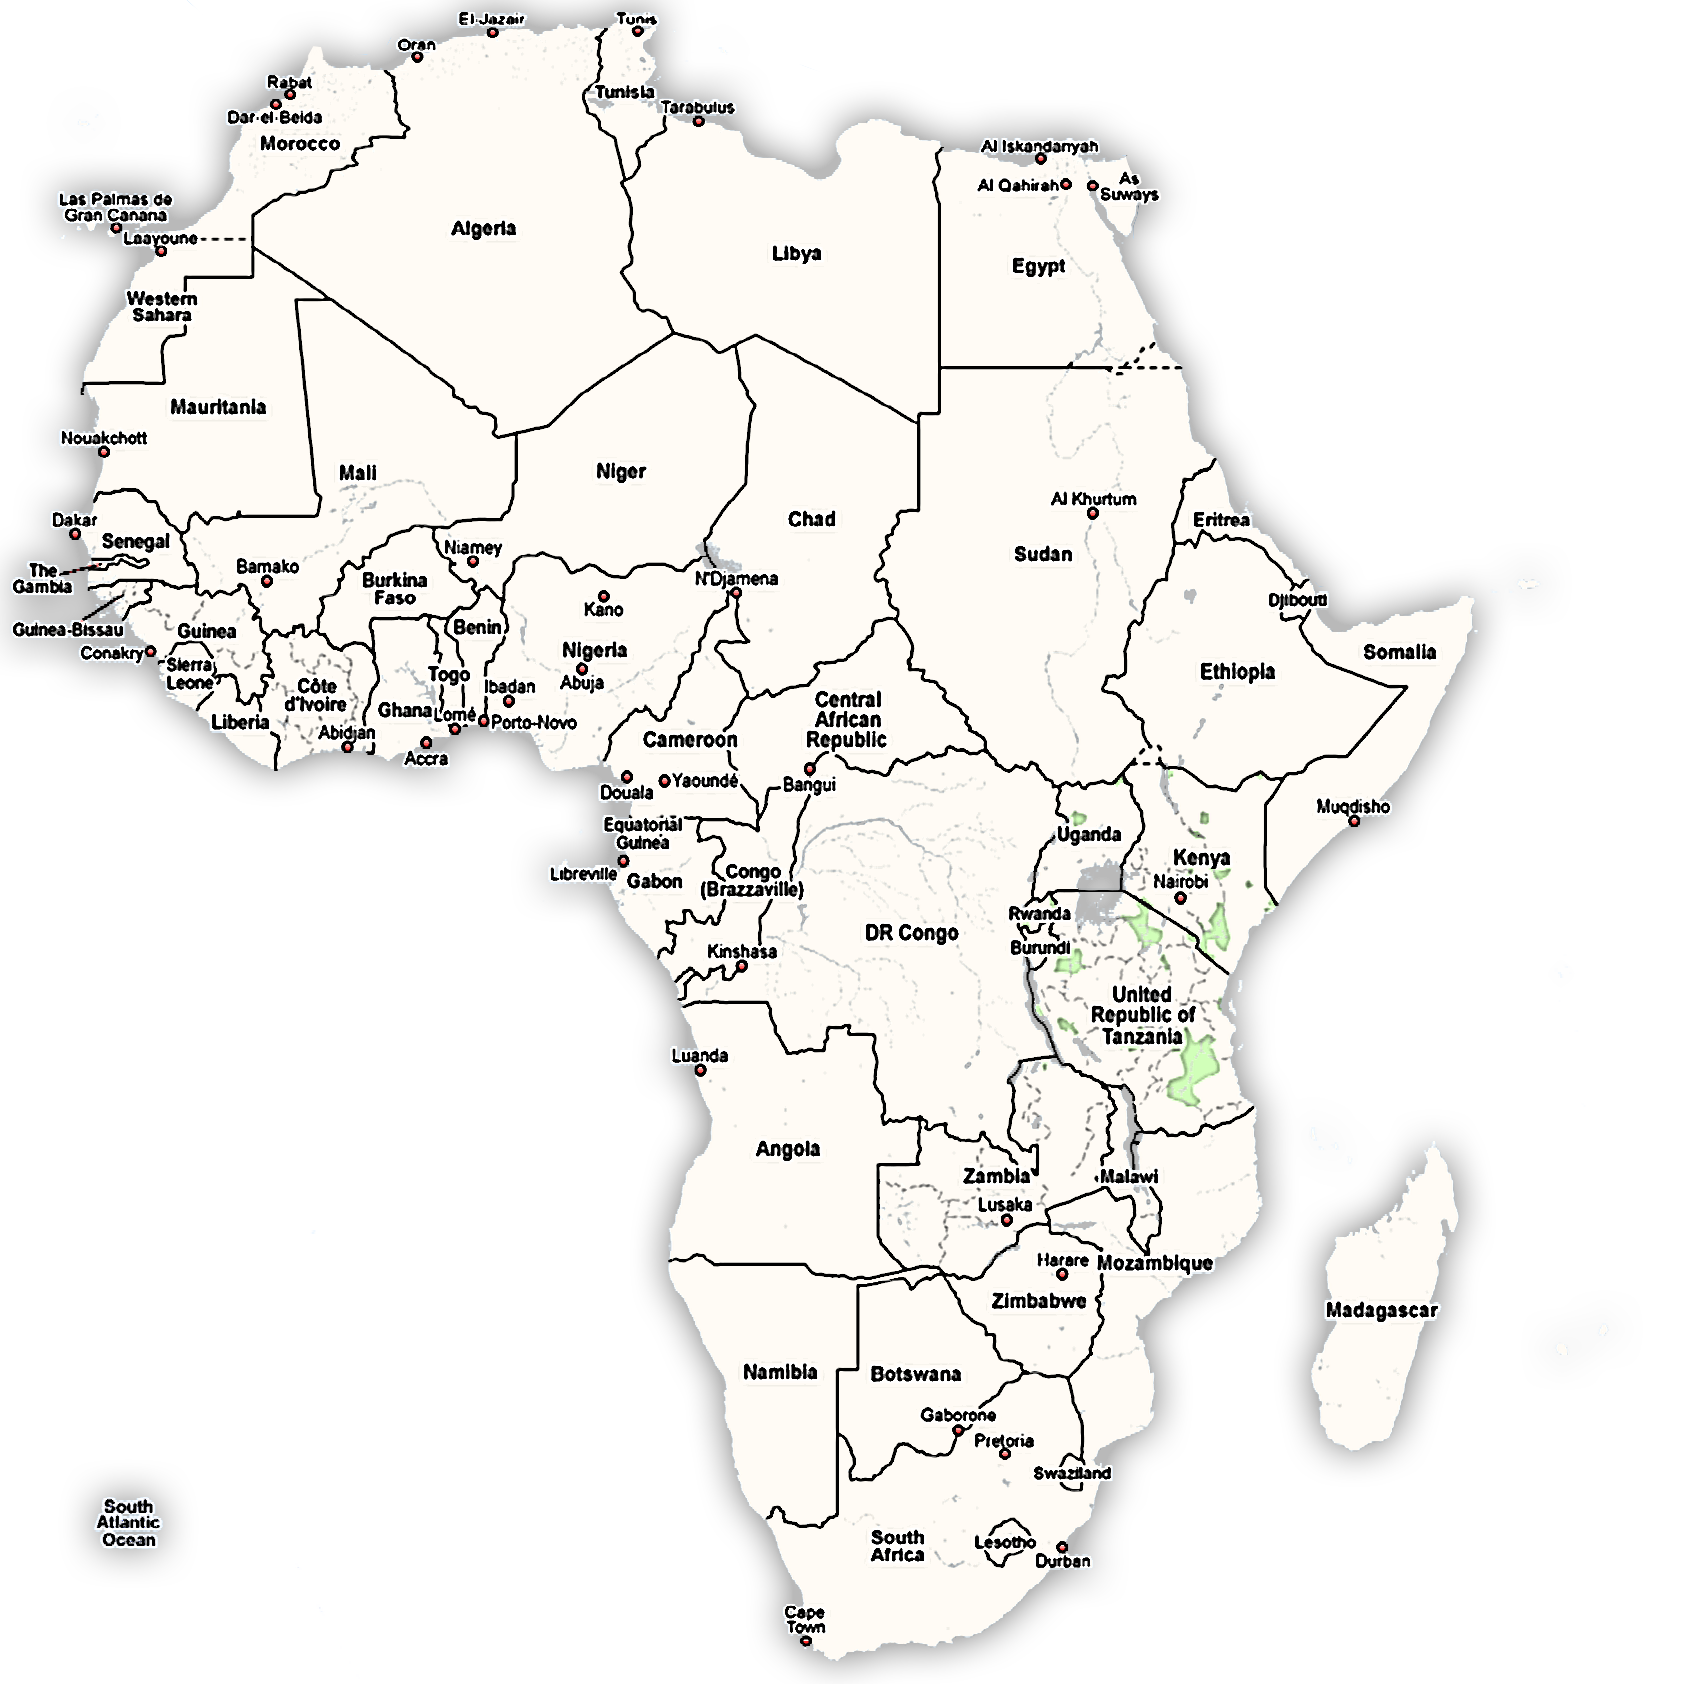 El-Jazair
Tunis
Oran
Rabat
Dar-el-Beida
Morocco
Tunisia
Tarabulus
Al Iskandariyah
Al Qahirah
As
Suways
Las Palmas de
Gran Canaria
Laayoune
Algeria
Libya
Egypt
Western
Sahara
Mauritania
Nouakchott
Mali
Niger
Chad
Al Khurtum
Sudan
Eritrea
Dakar
Senegal
The
Gambia
Bamako
Niamey
Burkina
Faso
N'Djamena
Kano
Djibouti
Guinea-Bissau
Guinea
Benin
Nigeria
Conakry
Sierra
Leone
Togo
Abuja
Ethiopia
Somalia
Côte
d'Ivoire
Ibadan
Liberia
Ghana
Lomé
Porto-Novo
Abidjan
Accra
Central
African
Republic
Cameroon
Douala
Yaoundé
Bangui
Muqdisho
Equatorial
Guinea
Uganda
Kenya
Libreville
Gabon
Congo
(Brazzaville)
Nairobi
Rwanda
DR Congo
Burundi
Kinshasa
United
Republic of
Tanzania
Luanda
Angola
Zambia
Malawi
Lusaka
Harare
Mozambique
Zimbabwe
Madagascar
Namibia
Botswana
Gaborone
Pretoria
Swaziland
South
Atlantic
Ocean
South
Africa
Lesotho
Durban
Cape
Town